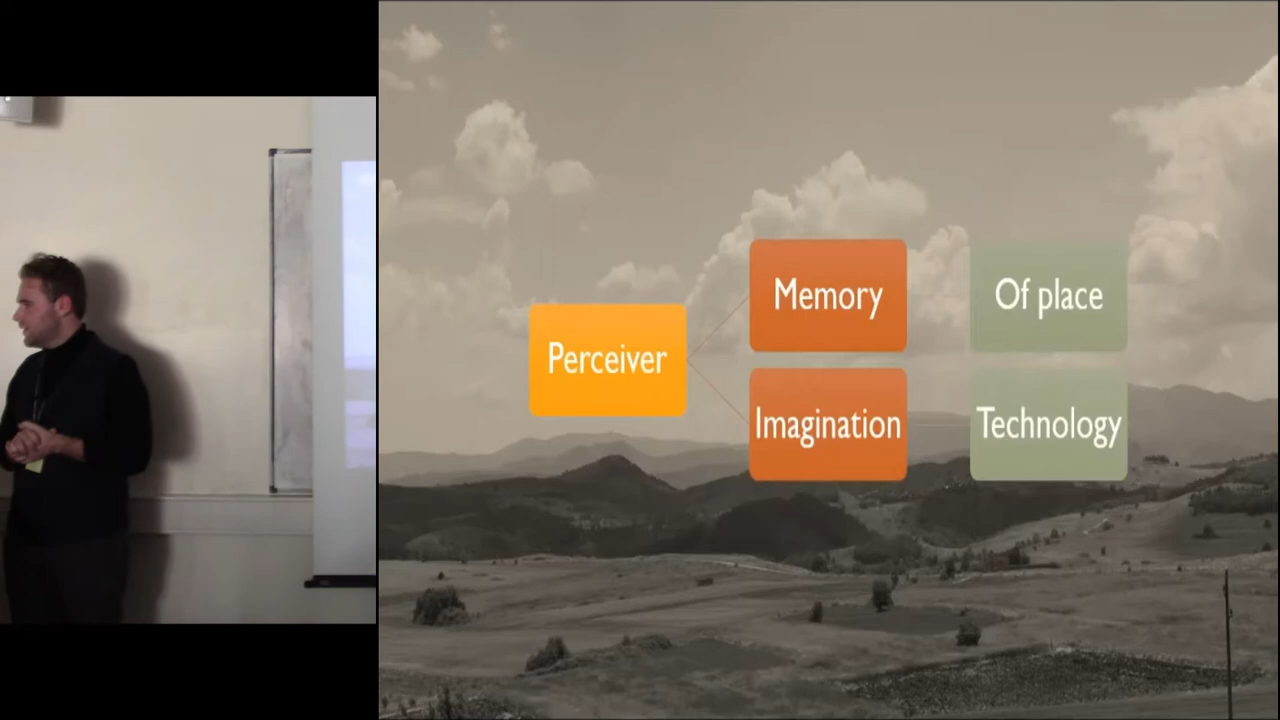 Perceiver
Memory
Of place
Imagination
Technology